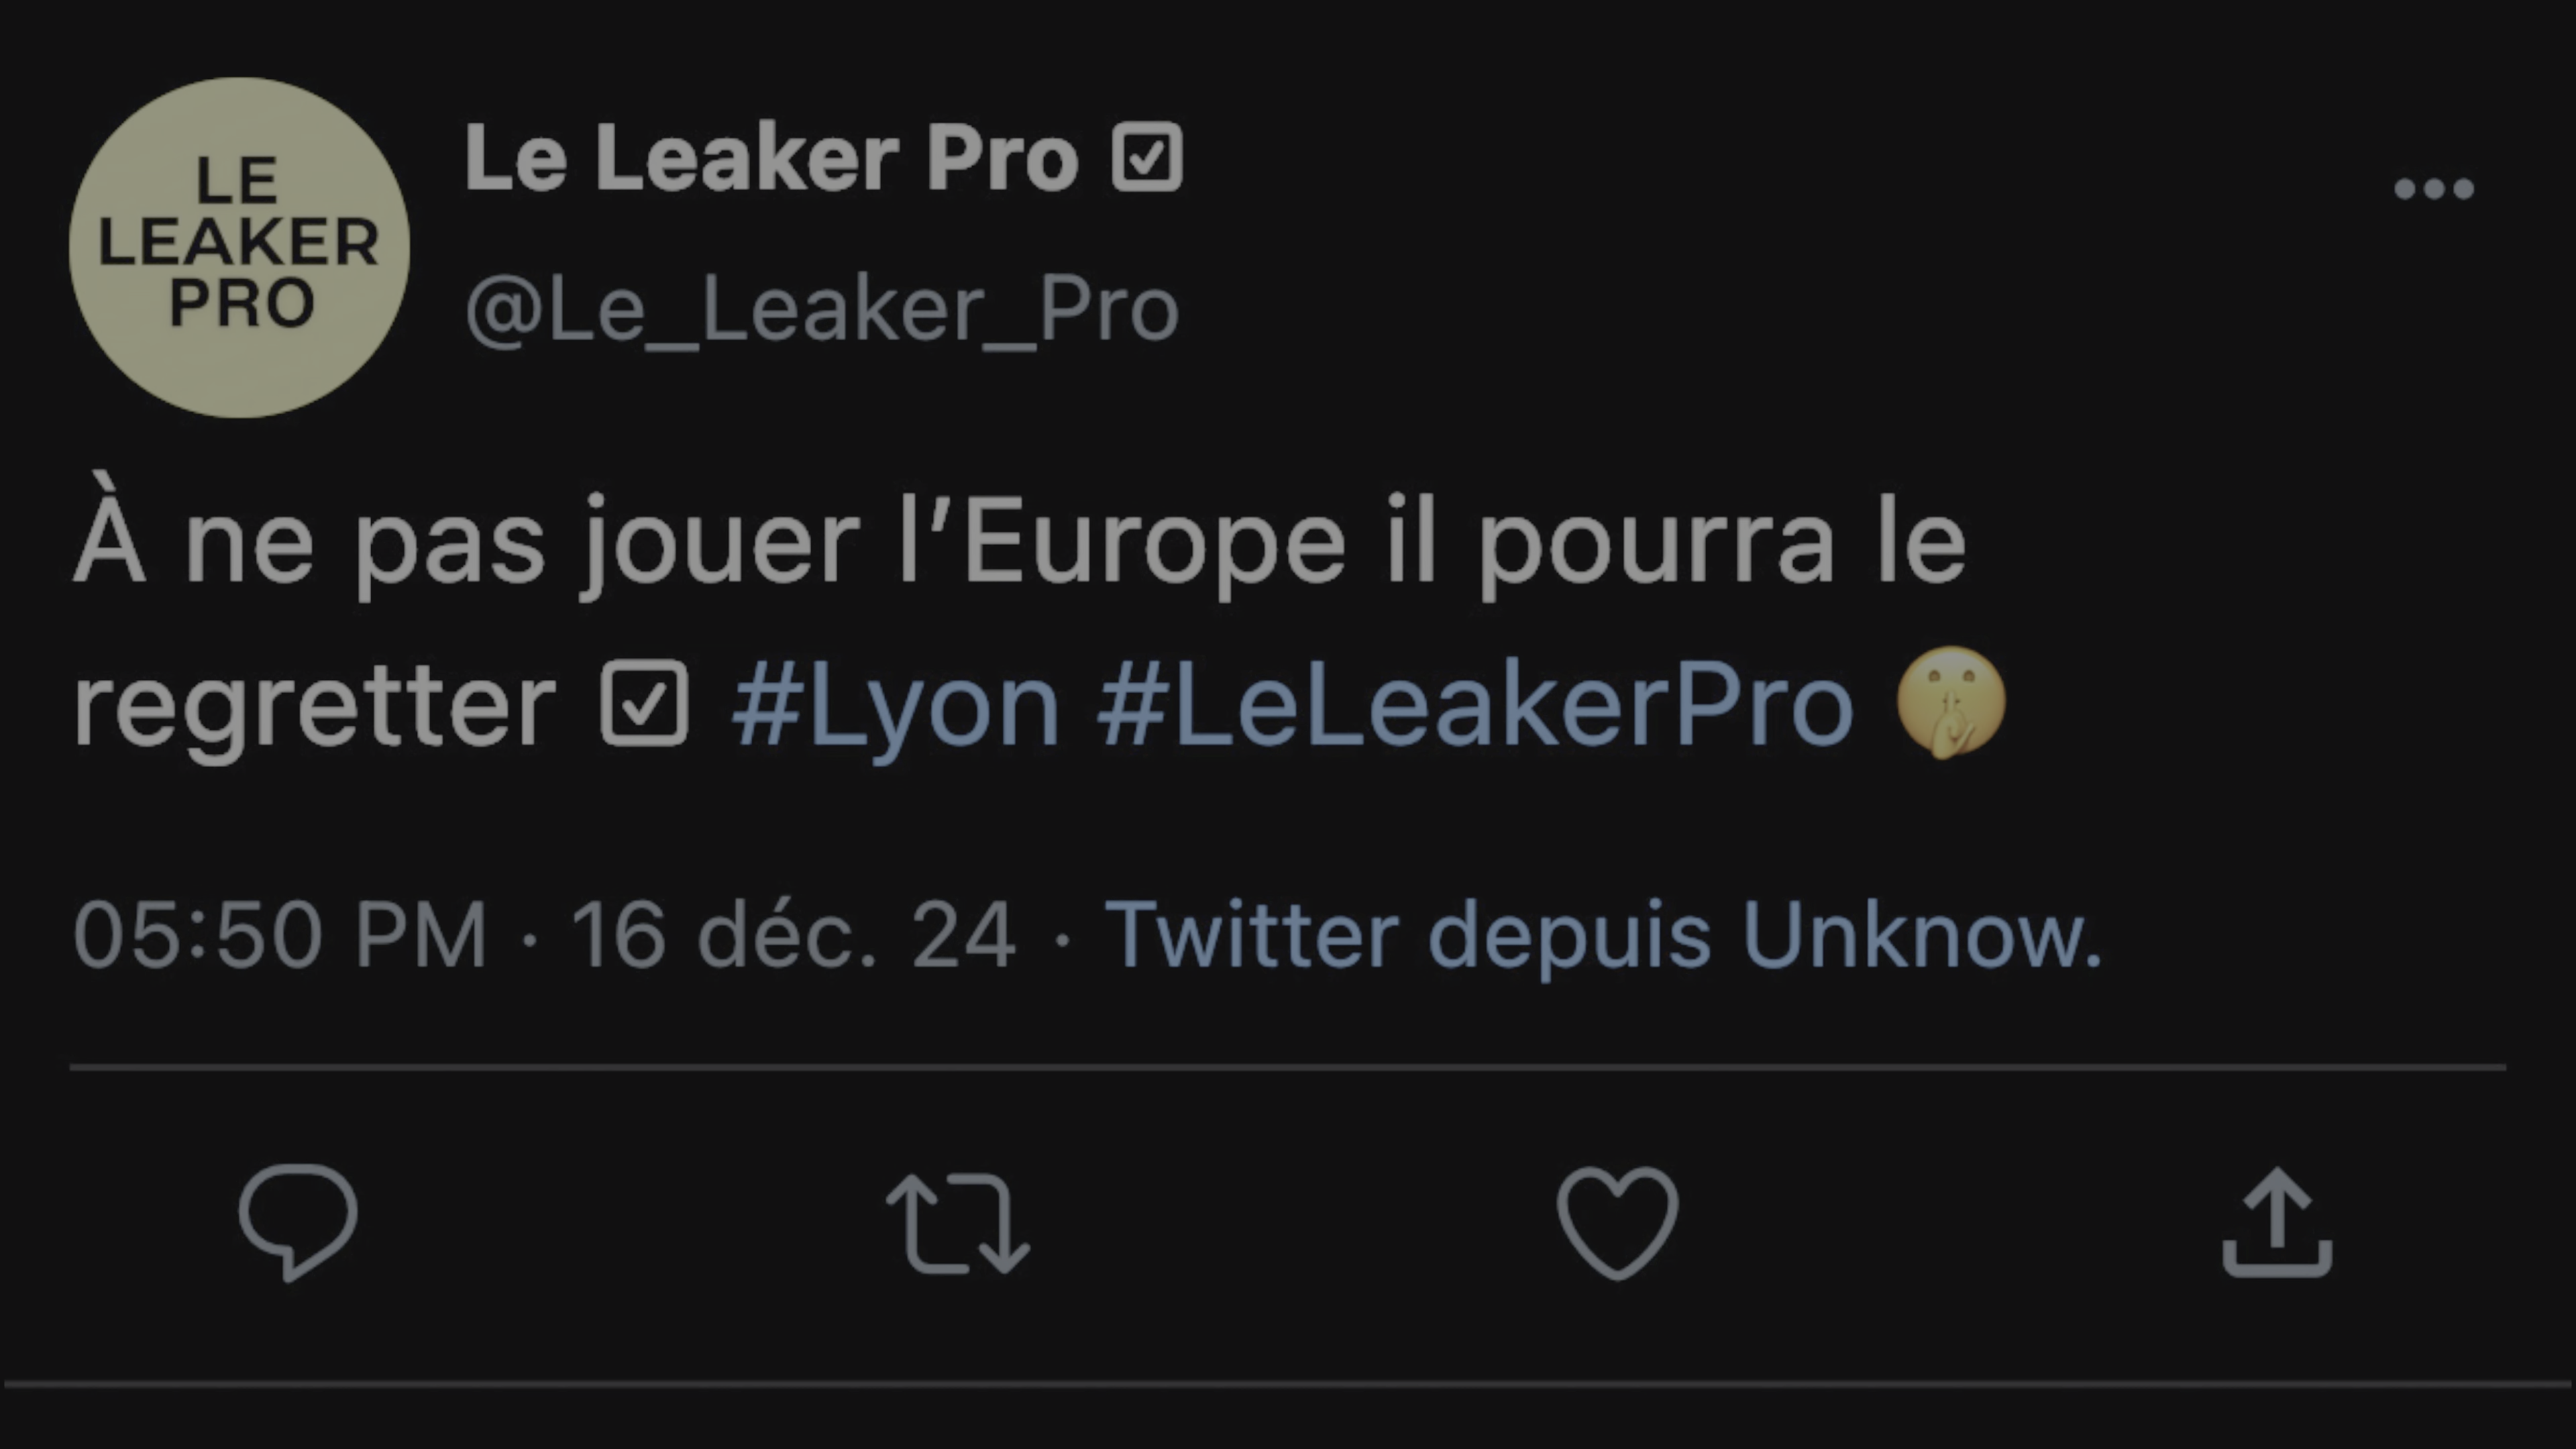 LE
LEAKER
PRO
Le Leaker Pro ☑
@Le_Leaker_Pro
À ne pas jouer l’Europe il pourra le
regretter ☑ #Lyon #LeLeakerPro 🤫
05:50 PM · 16 déc. 24 · Twitter depuis Unknow.